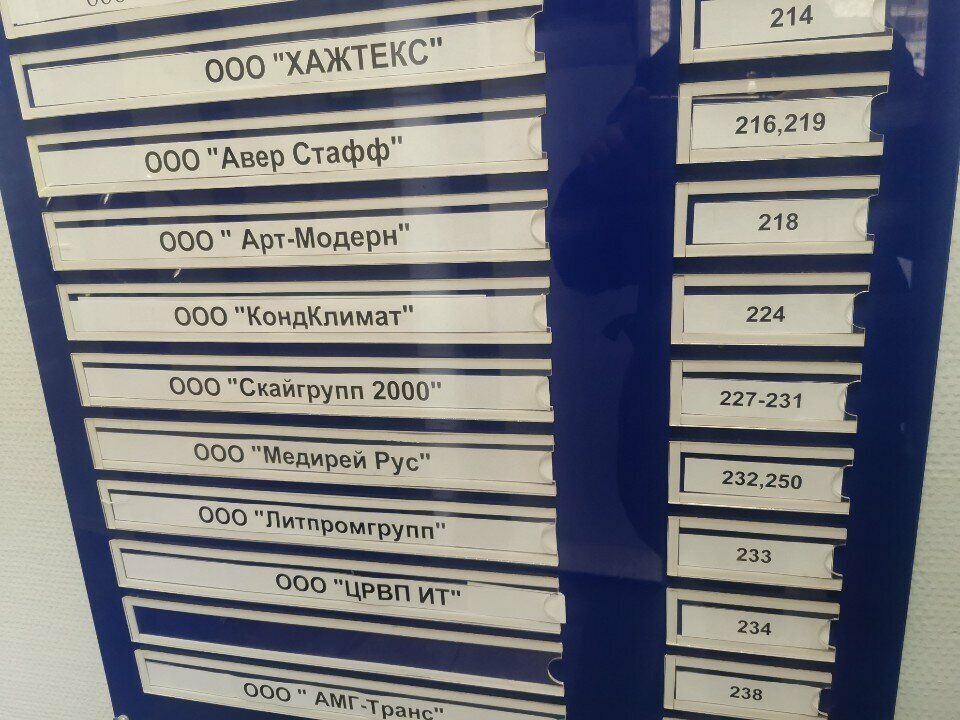 ООО "ХАЖТЕКС" 214
ООО "Авер Стафф" 216,219
ООО " Арт-Модерн" 218
ООО "КондКлимат" 224
ООО "Скайгрупп 2000" 227-231
ООО "Медирей Рус" 232,250
ООО "Литпромгрупп" 233
ООО "ЦРВП ИТ" 234
238
ООО " АМГ-Транс"